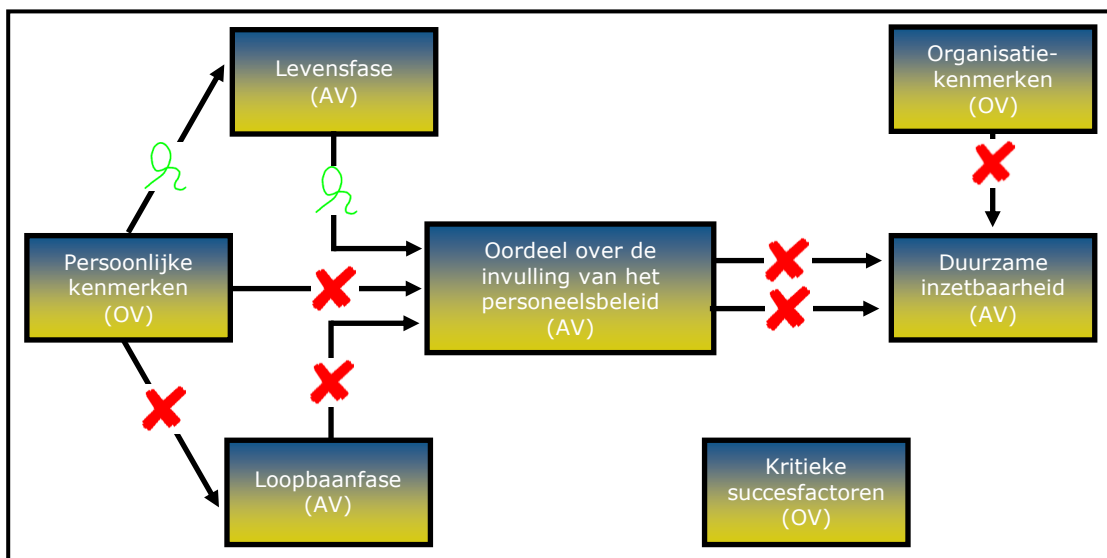 Levensfase
(AV)
Organisatie-
kenmerken
(OV)
Persoonlijke
kenmerken
(OV)
Oordeel over de
invulling van het
personeelsbeleid
(AV)
Duurzame
inzetbaarheid
(AV)
Loopbaanfase
(AV)
Kritieke
succesfactoren
(OV)